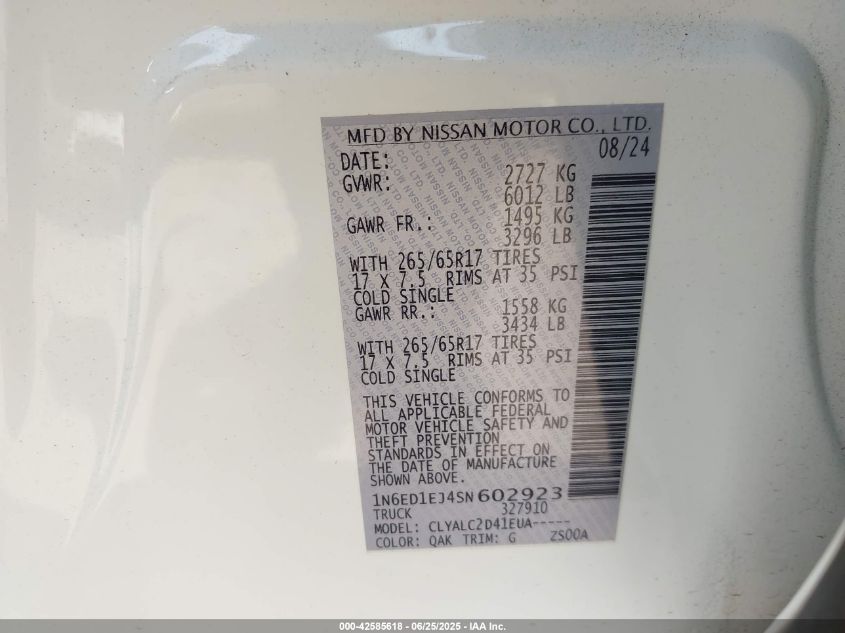 MFD BY NISSAN MOTOR CO., LTD.
DATE: 08/24
GVWR: 2727 KG
6012 LB
GAWR FR.: 1495 KG
3296 LB
WITH 265/65R17 TIRES
17 X 7.5 RIMS AT 35 PSI
COLD SINGLE
GAWR RR.: 1558 KG
3434 LB
WITH 265/65R17 TIRES
17 X 7.5 RIMS AT 35 PSI
COLD SINGLE
THIS VEHICLE CONFORMS TO
ALL APPLICABLE FEDERAL
MOTOR VEHICLE SAFETY AND
THEFT PREVENTION
STANDARDS IN EFFECT ON
THE DATE OF MANUFACTURE
SHOWN ABOVE.
1N6ED1EJ4SN602923
TRUCK 327910
MODEL: CLYALC2D41EUA-----
COLOR: QAK TRIM: G ZS00A
000-42585618 - 06/25/2025 - IAA Inc.